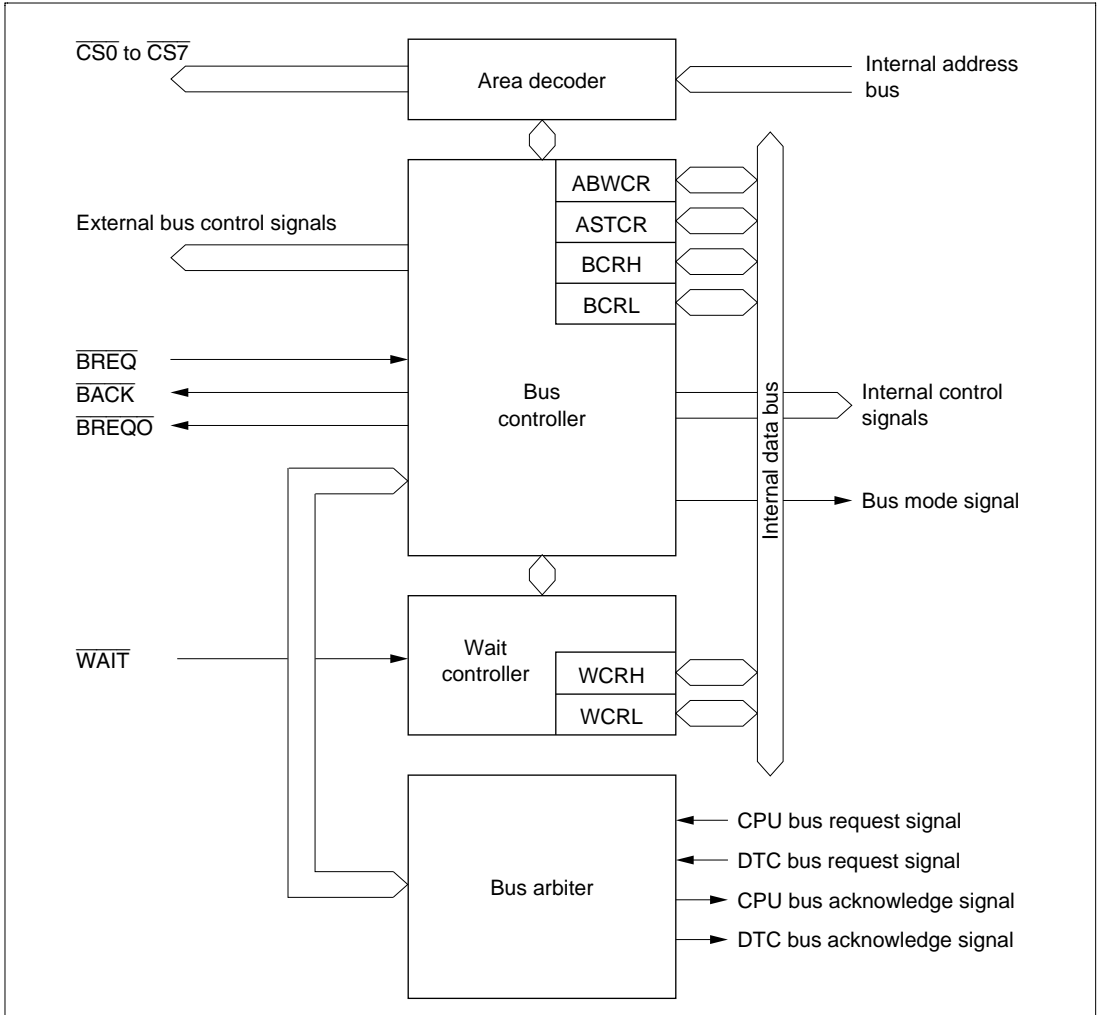 CS0 to CS7
Area decoder
Internal address
bus
ABWCR
ASTCR
BCRH
BCRL
External bus control signals
BREQ
BACK
BREQO
Bus
controller
Internal data bus
Internal control
signals
Bus mode signal
WAIT
Wait
controller
WCRH
WCRL
Bus arbiter
CPU bus request signal
DTC bus request signal
CPU bus acknowledge signal
DTC bus acknowledge signal